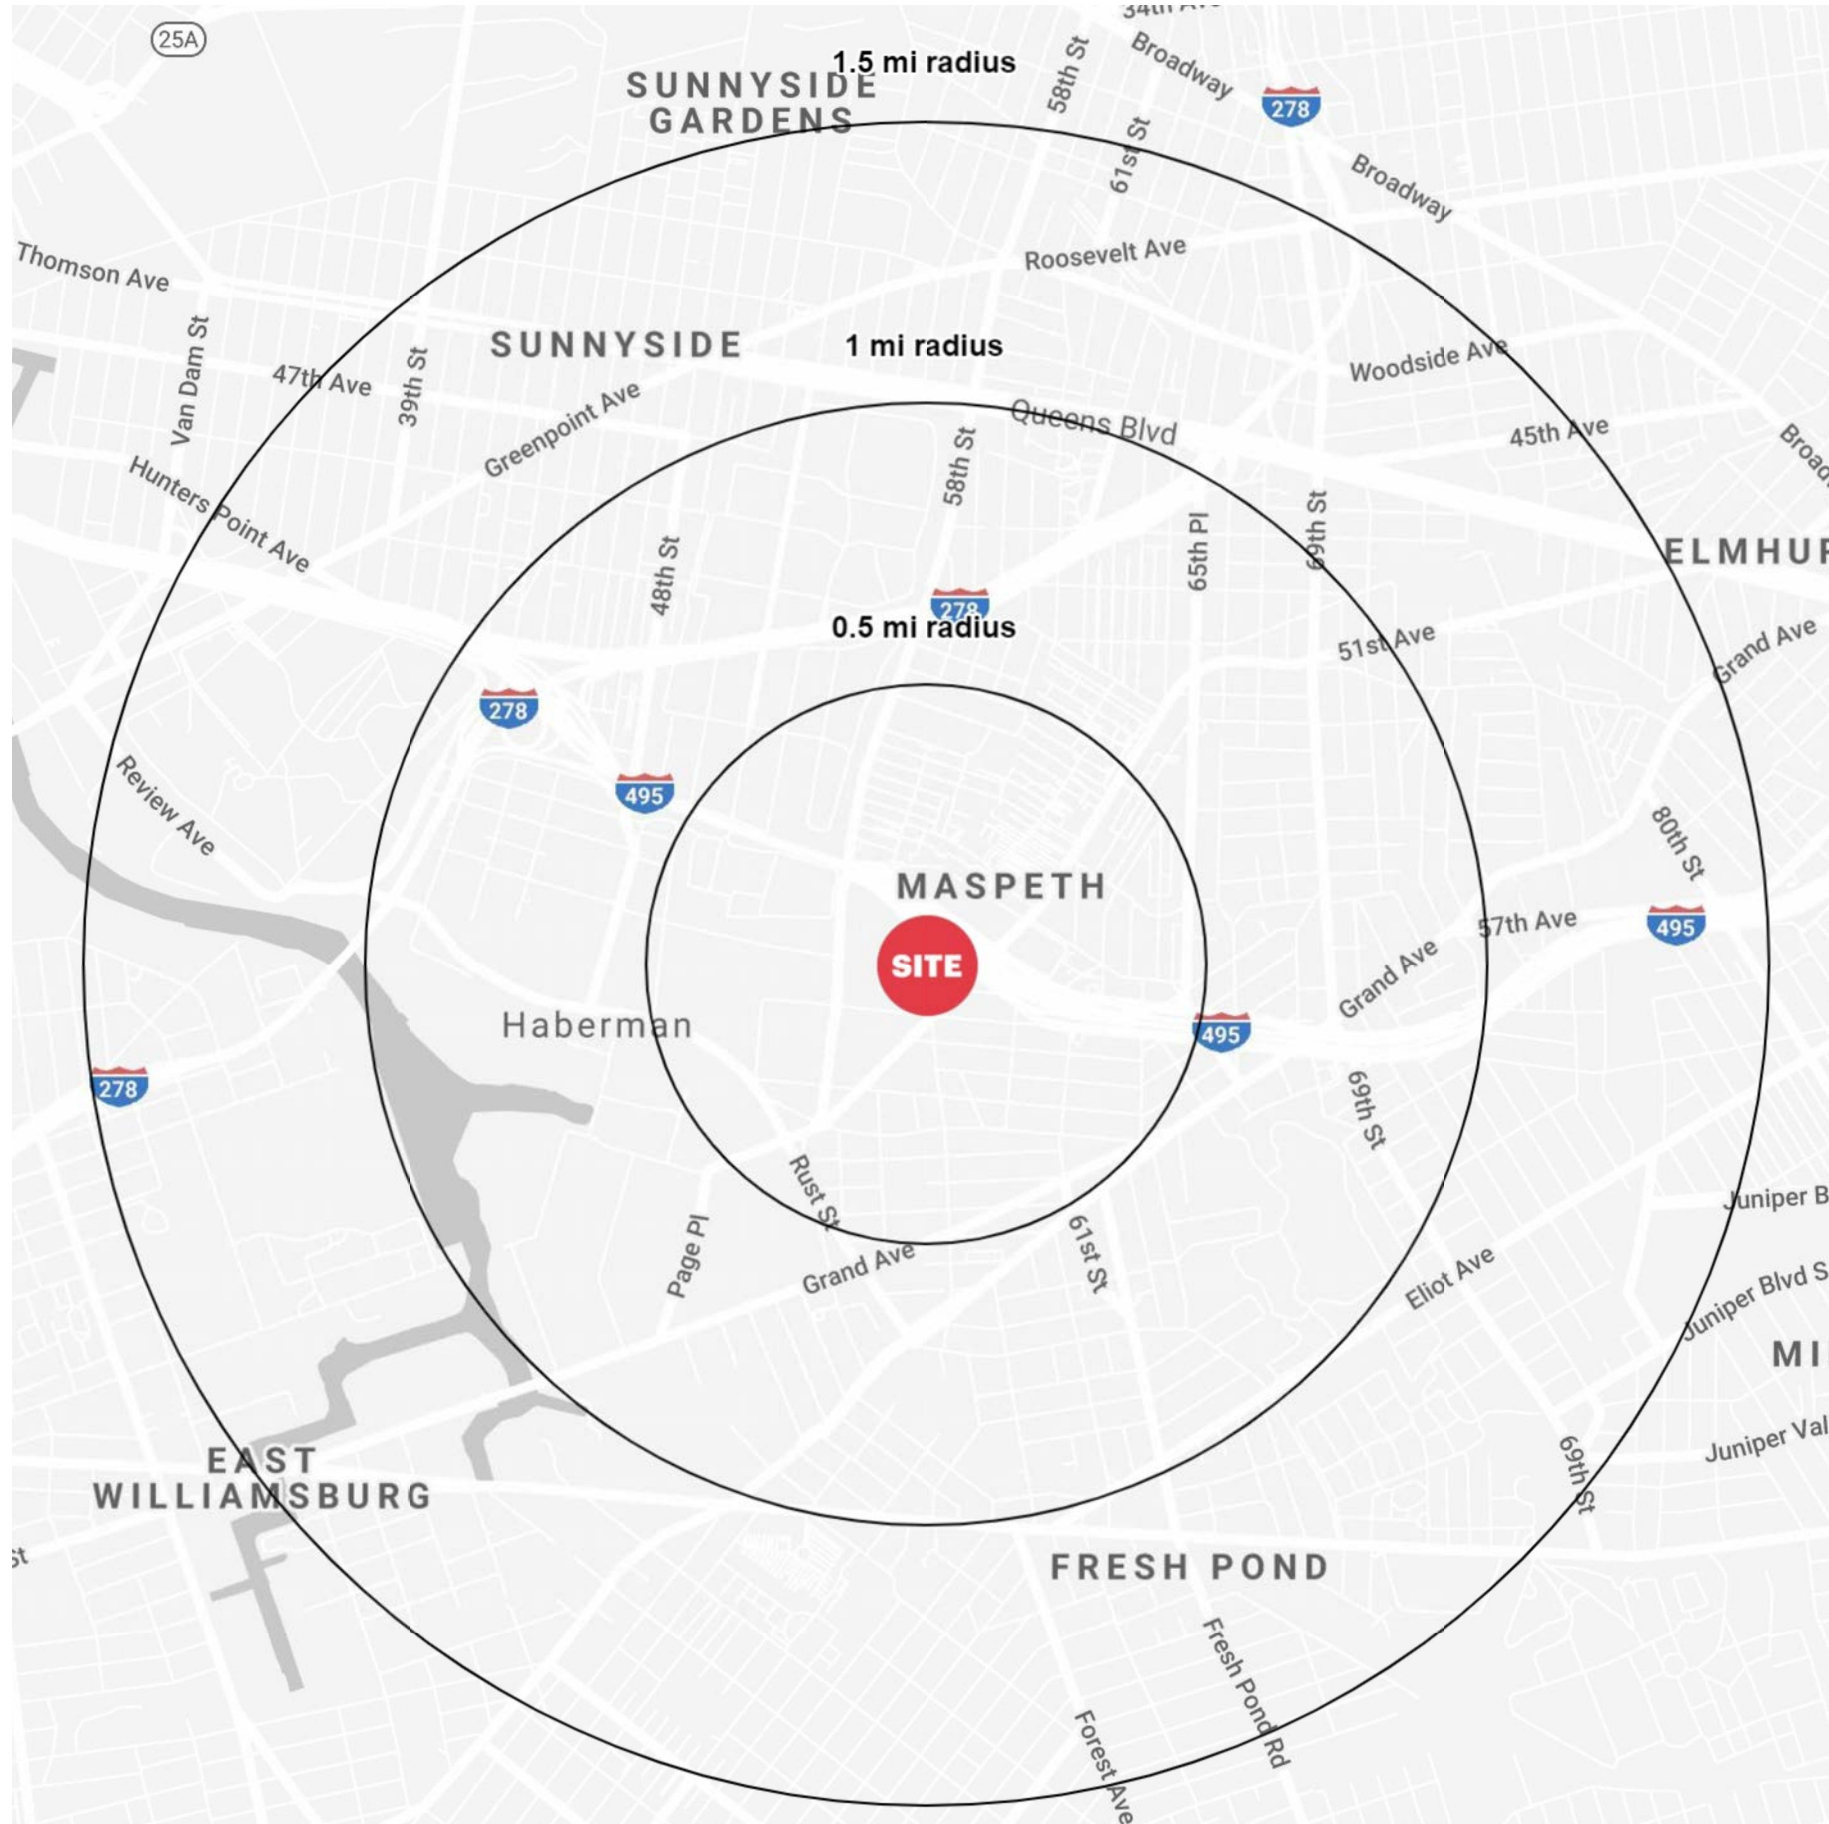 34th Ave
25A
Broadway
1.5 mi radius
58th St
SUNNYSIDE
GARDENS
278
61st St
Broadway
Roosevelt Ave
Thomson Ave
Van Dam St
SUNNYSIDE
1 mi radius
Woodside Ave
47th Ave
39th St
Greenpoint Ave
Queens Blvd
45th Ave
Broad
58th St
Hunters Point Ave
69th St
65th Pl
48th St
ELMHUR
278
0.5 mi radius
51st Ave
Grand Ave
278
495
Review Ave
80th St
MASPETH
57th Ave
495
SITE
Grand Ave
Haberman
495
278
69th St
Rust St
Juniper B
Page Pl
61st St
Grand Ave
Eliot Ave
Juniper Blvd S
MI
EAST
WILLIAMSBURG
Juniper Val
69th St
St
FRESH POND
Fresh Pond Rd
Forest Ave